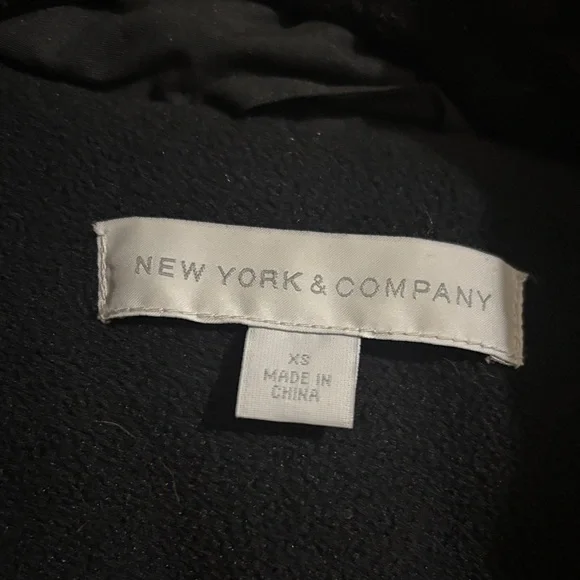 NEW YORK & COMPANY
XS
MADE IN
CHINA